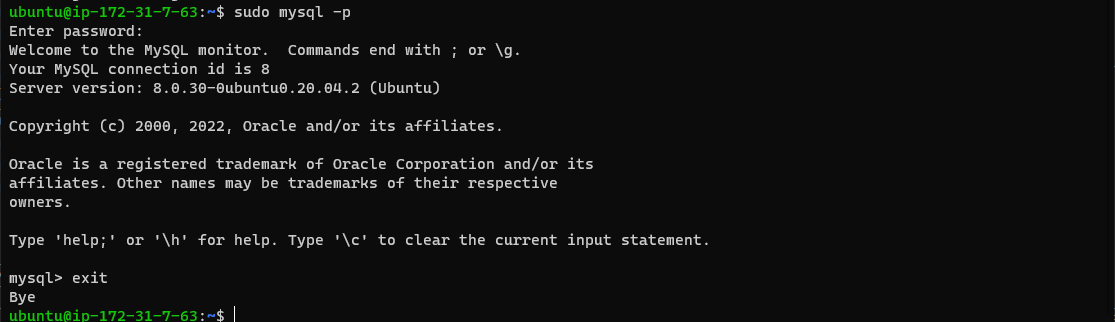 ubuntu@ip-172-31-7-63:~$ sudo mysql -p
Enter password:
Welcome to the MySQL monitor.  Commands end with ; or \g.
Your MySQL connection id is 8
Server version: 8.0.30-0ubuntu0.20.04.2 (Ubuntu)

Copyright (c) 2000, 2022, Oracle and/or its affiliates.

Oracle is a registered trademark of Oracle Corporation and/or its
affiliates. Other names may be trademarks of their respective
owners.

Type 'help;' or '\h' for help. Type '\c' to clear the current input statement.

mysql> exit
Bye
ubuntu@ip-172-31-7-63:~$